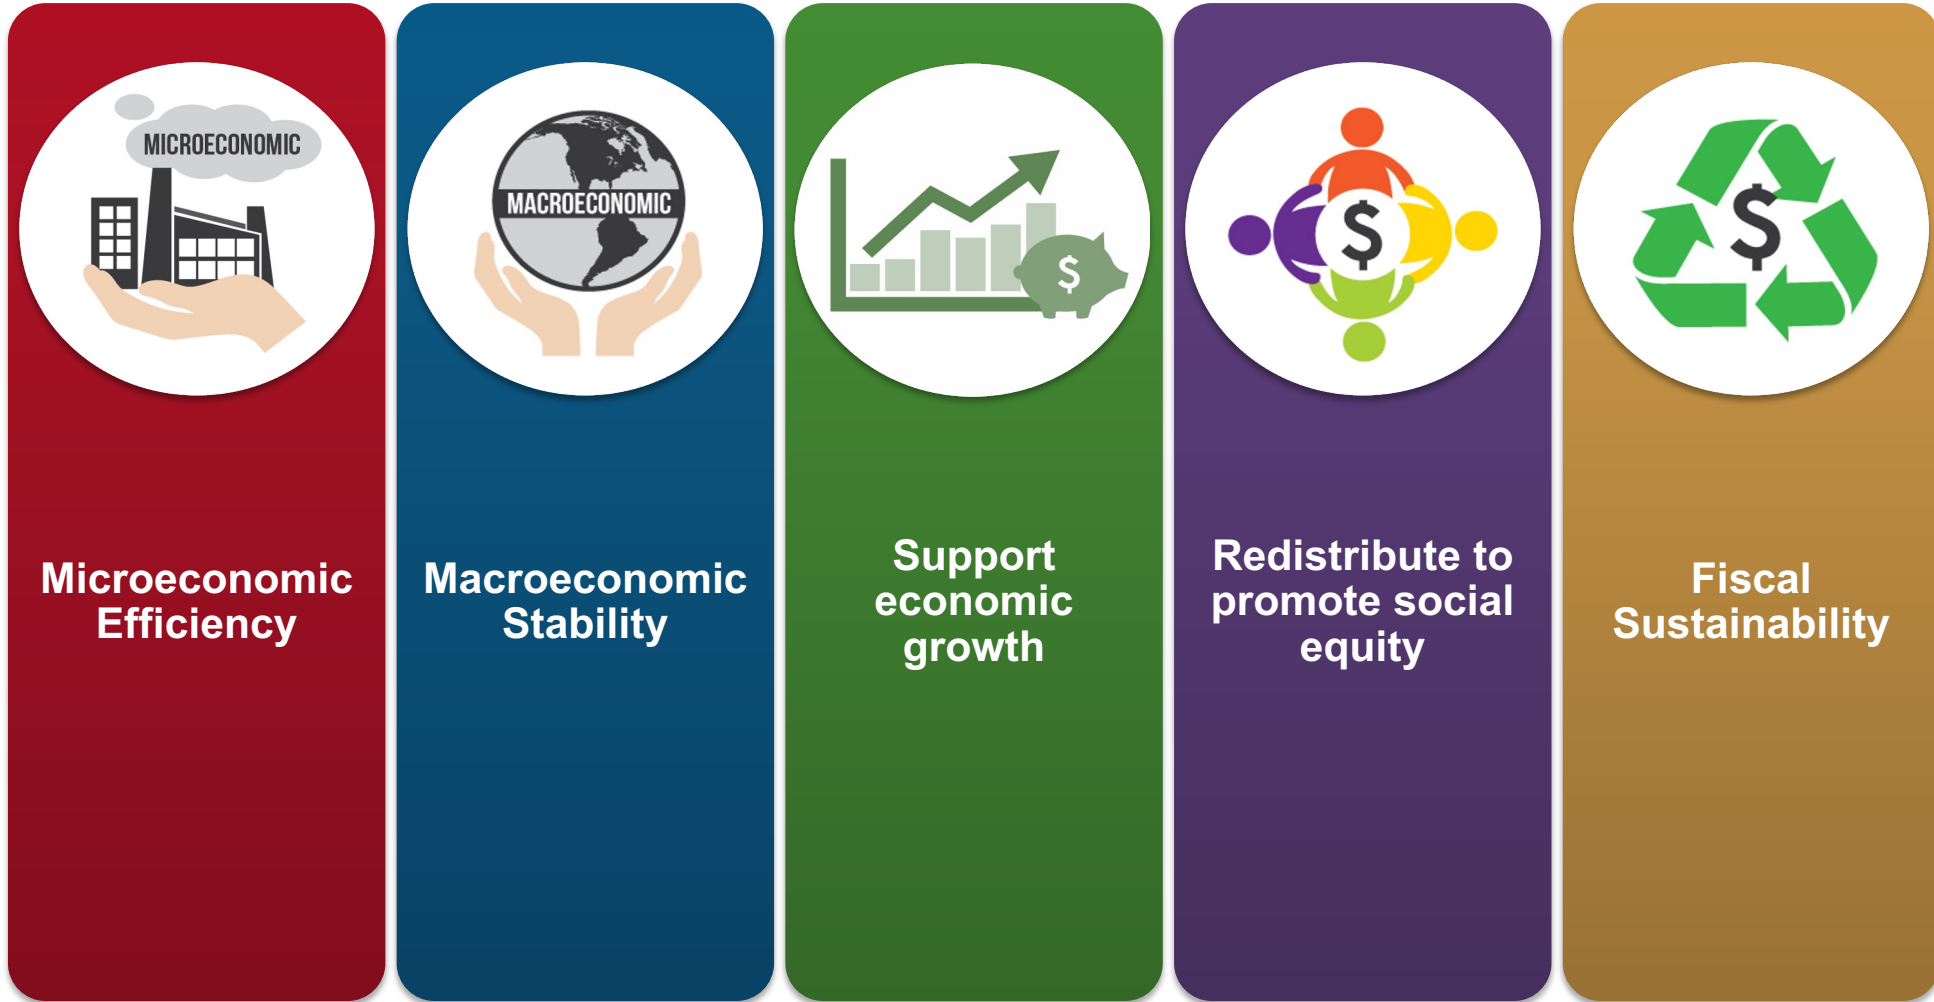 MICROECONOMIC
Microeconomic
Efficiency
MACROECONOMIC
Macroeconomic
Stability
$
Support
economic
growth
$
Redistribute to
promote social
equity
$
Fiscal
Sustainability